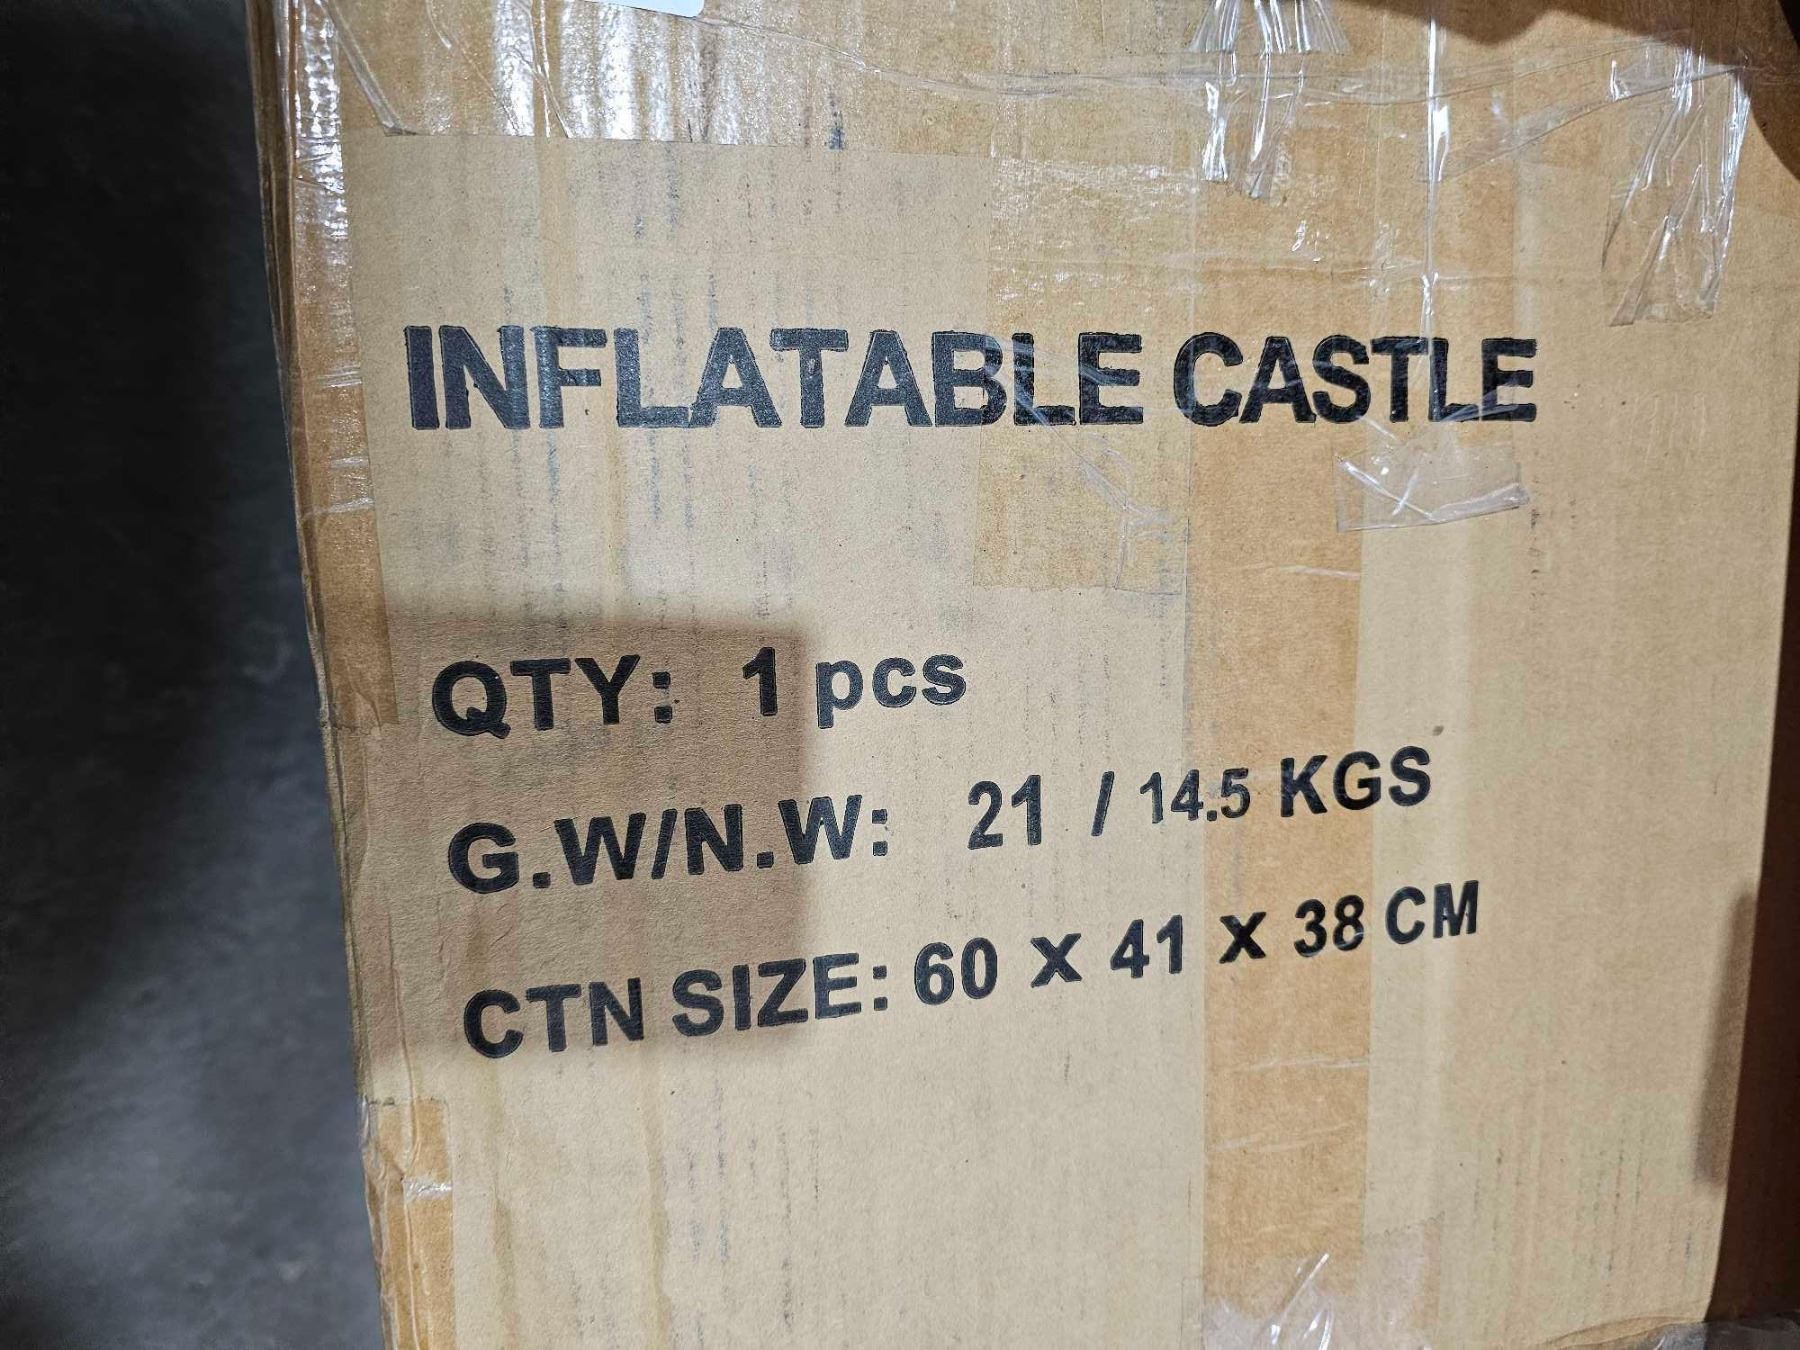 INFLATABLE CASTLE
QTY: 1 pcs
G.W/N.W: 21 / 14.5 KGS
CTN SIZE: 60 X 41 X 38 CM